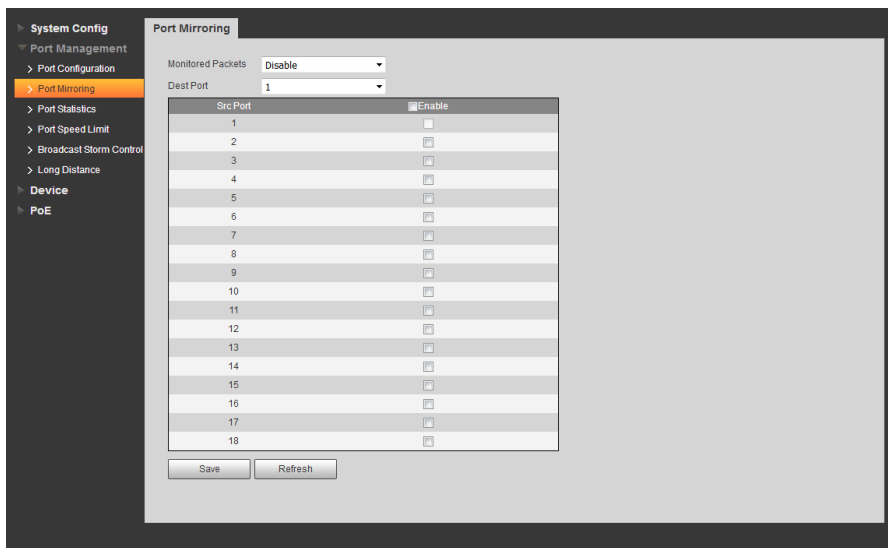 System Config
Port Management
Port Configuration
Port Mirroring
Port Statistics
Port Speed Limit
Broadcast Storm Control
Long Distance
Device
PoE
Port Mirroring
Monitored Packets Disable
Dest Port 1
Src Port Enable
1
2
3
4
5
6
7
8
9
10
11
12
13
14
15
16
17
18
Save Refresh